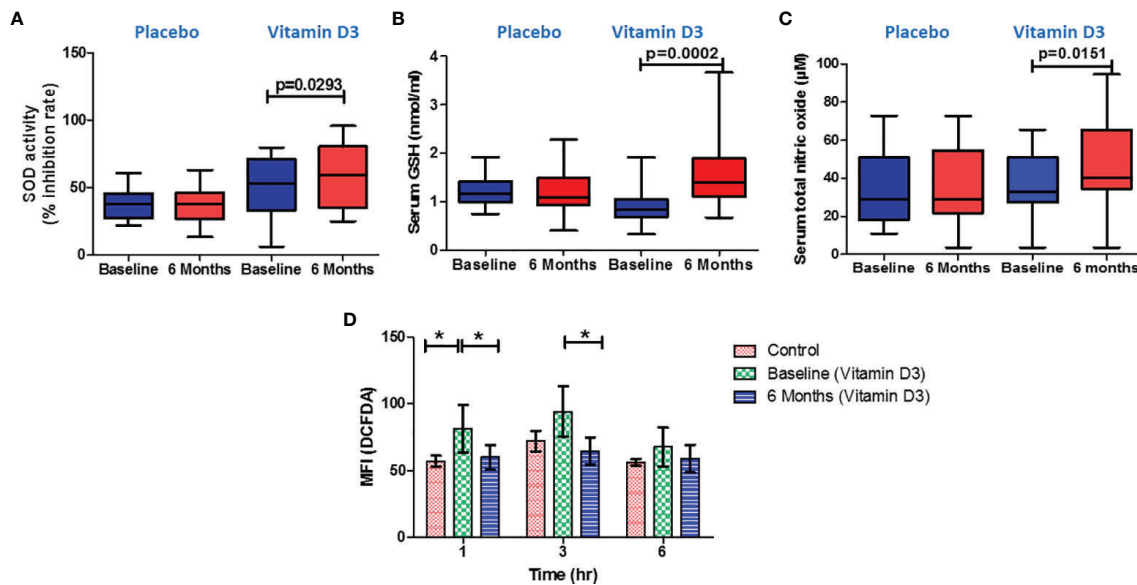 A
Placebo
Vitamin D3
p=0.0293
SOD activity
(% inhibition rate)
150
100
50
0
Baseline
6 Months
Baseline
6 Months
B
Placebo
Vitamin D3
p=0.0002
Serum GSH (nmol/ml)
4
3
2
1
0
Baseline
6 Months
Baseline
6 Months
C
Placebo
Vitamin D3
p=0.0151
Serum total nitric oxide (µM)
100
80
60
40
20
0
Baseline
6 Months
Baseline
6 months
D
MFI (DCFDA)
150
100
50
0
* * *
1
3
6
Time (hr)
Control
Baseline (Vitamin D3)
6 Months (Vitamin D3)